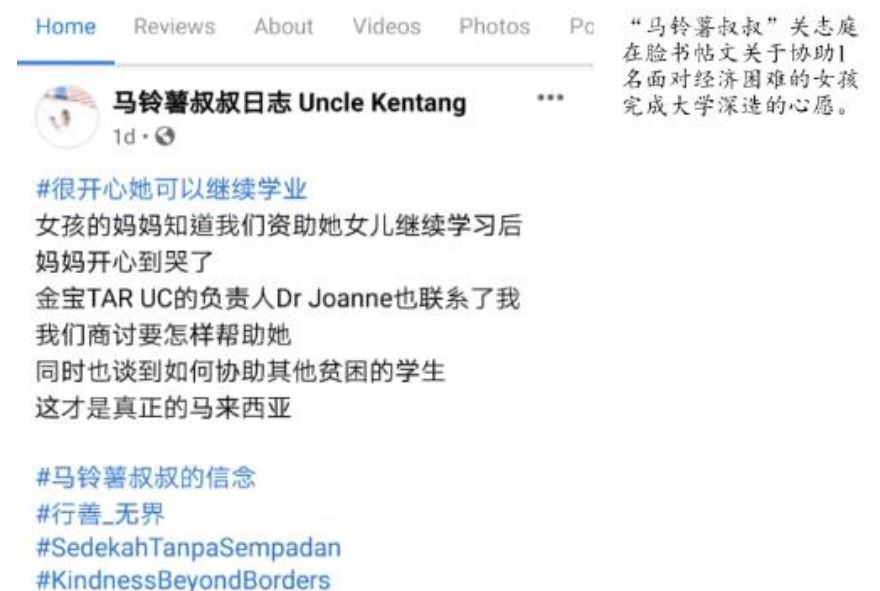 Home Reviews About Videos Photos Po
马铃薯叔叔日志 Uncle Kentang
1d
#很开心她可以继续学业
女孩的妈妈知道我们资助她女儿继续学习后
妈妈开心到哭了
金宝TAR UC的负责人Dr Joanne也联系了我
我们商讨要怎样帮助她
同时也谈到如何协助其他贫困的学生
这才是真正的马来西亚
#马铃薯叔叔的信念
#行善_无界
#SedekahTanpaSempadan
#KindnessBeyondBorders
“马铃薯叔叔”关志庭
在脸书帖文关于协助1
名面对经济困难的女孩
完成大学深造的心愿。